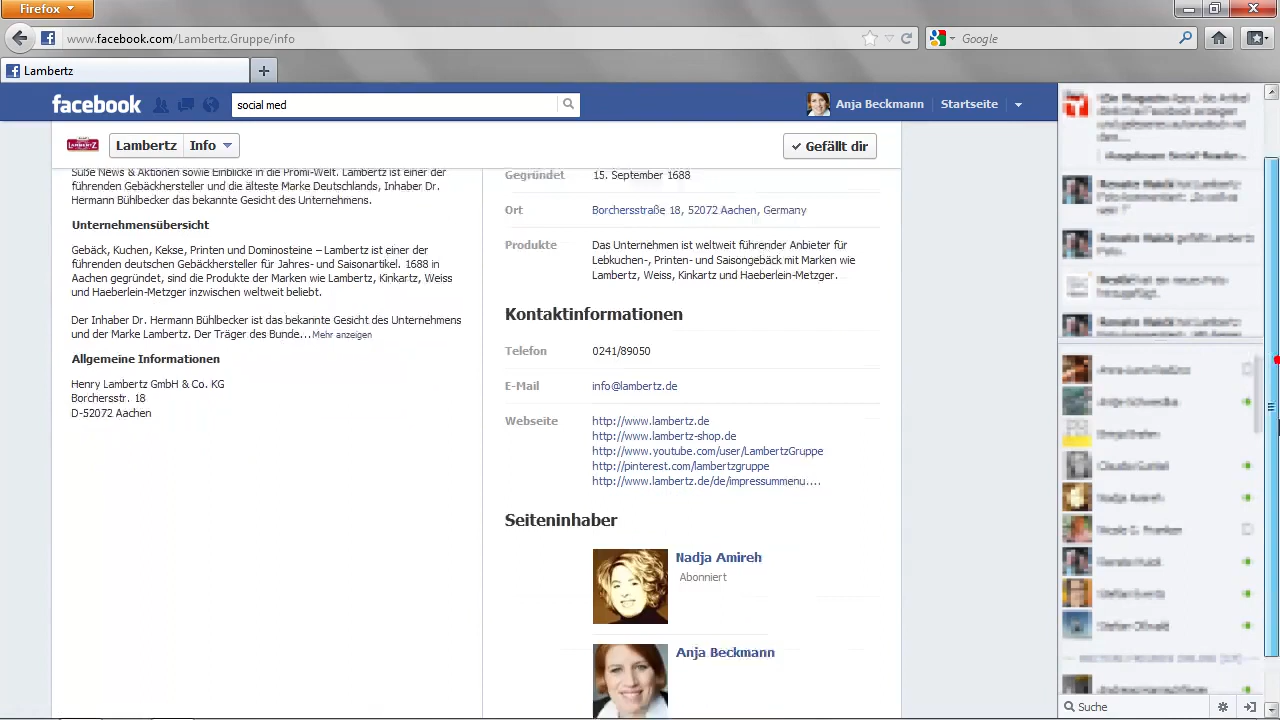 Firefox
www.facebook.com/Lambertz.Gruppe/info
Google
Lambertz
facebook
social med
Anja Beckmann
Startseite
LAMBERTZ
Lambertz
Info
Gefällt dir
Süße News & Aktionen sowie Einblicke in die Promi-Welt. Lambertz ist einer der
führenden Gebäckhersteller und die älteste Marke Deutschlands, Inhaber Dr.
Hermann Bühlbecker das bekannte Gesicht des Unternehmens.
Unternehmensübersicht
Gebäck, Kuchen, Kekse, Printen und Dominosteine – Lambertz ist einer der
führenden deutschen Gebäckhersteller für Jahres- und Saisonartikel. 1688 in
Aachen gegründet, sind die Produkte der Marken wie Lambertz, Kinkartz, Weiss
und Haeberlein-Metzger inzwischen weltweit beliebt.
Der Inhaber Dr. Hermann Bühlbecker ist das bekannte Gesicht des Unternehmens
und der Marke Lambertz. Der Träger des Bunde... Mehr anzeigen
Allgemeine Informationen
Henry Lambertz GmbH & Co. KG
Borchersstr. 18
D-52072 Aachen
Gegründet
15. September 1688
Ort
Borchersstraße 18, 52072 Aachen, Germany
Produkte
Das Unternehmen ist weltweit führender Anbieter für
Lebkuchen-, Printen- und Saisongebäck mit Marken wie
Lambertz, Weiss, Kinkartz und Haeberlein-Metzger.
Kontaktinformationen
Telefon
0241/89050
E-Mail
info@lambertz.de
Webseite
http://www.lambertz.de
http://www.lambertz-shop.de
http://www.youtube.com/user/LambertzGruppe
http://pinterest.com/lambertzgruppe
http://www.lambertz.de/de/impressummenu....
Seiteninhaber
Nadja Amireh
Abonniert
Anja Beckmann
Suche